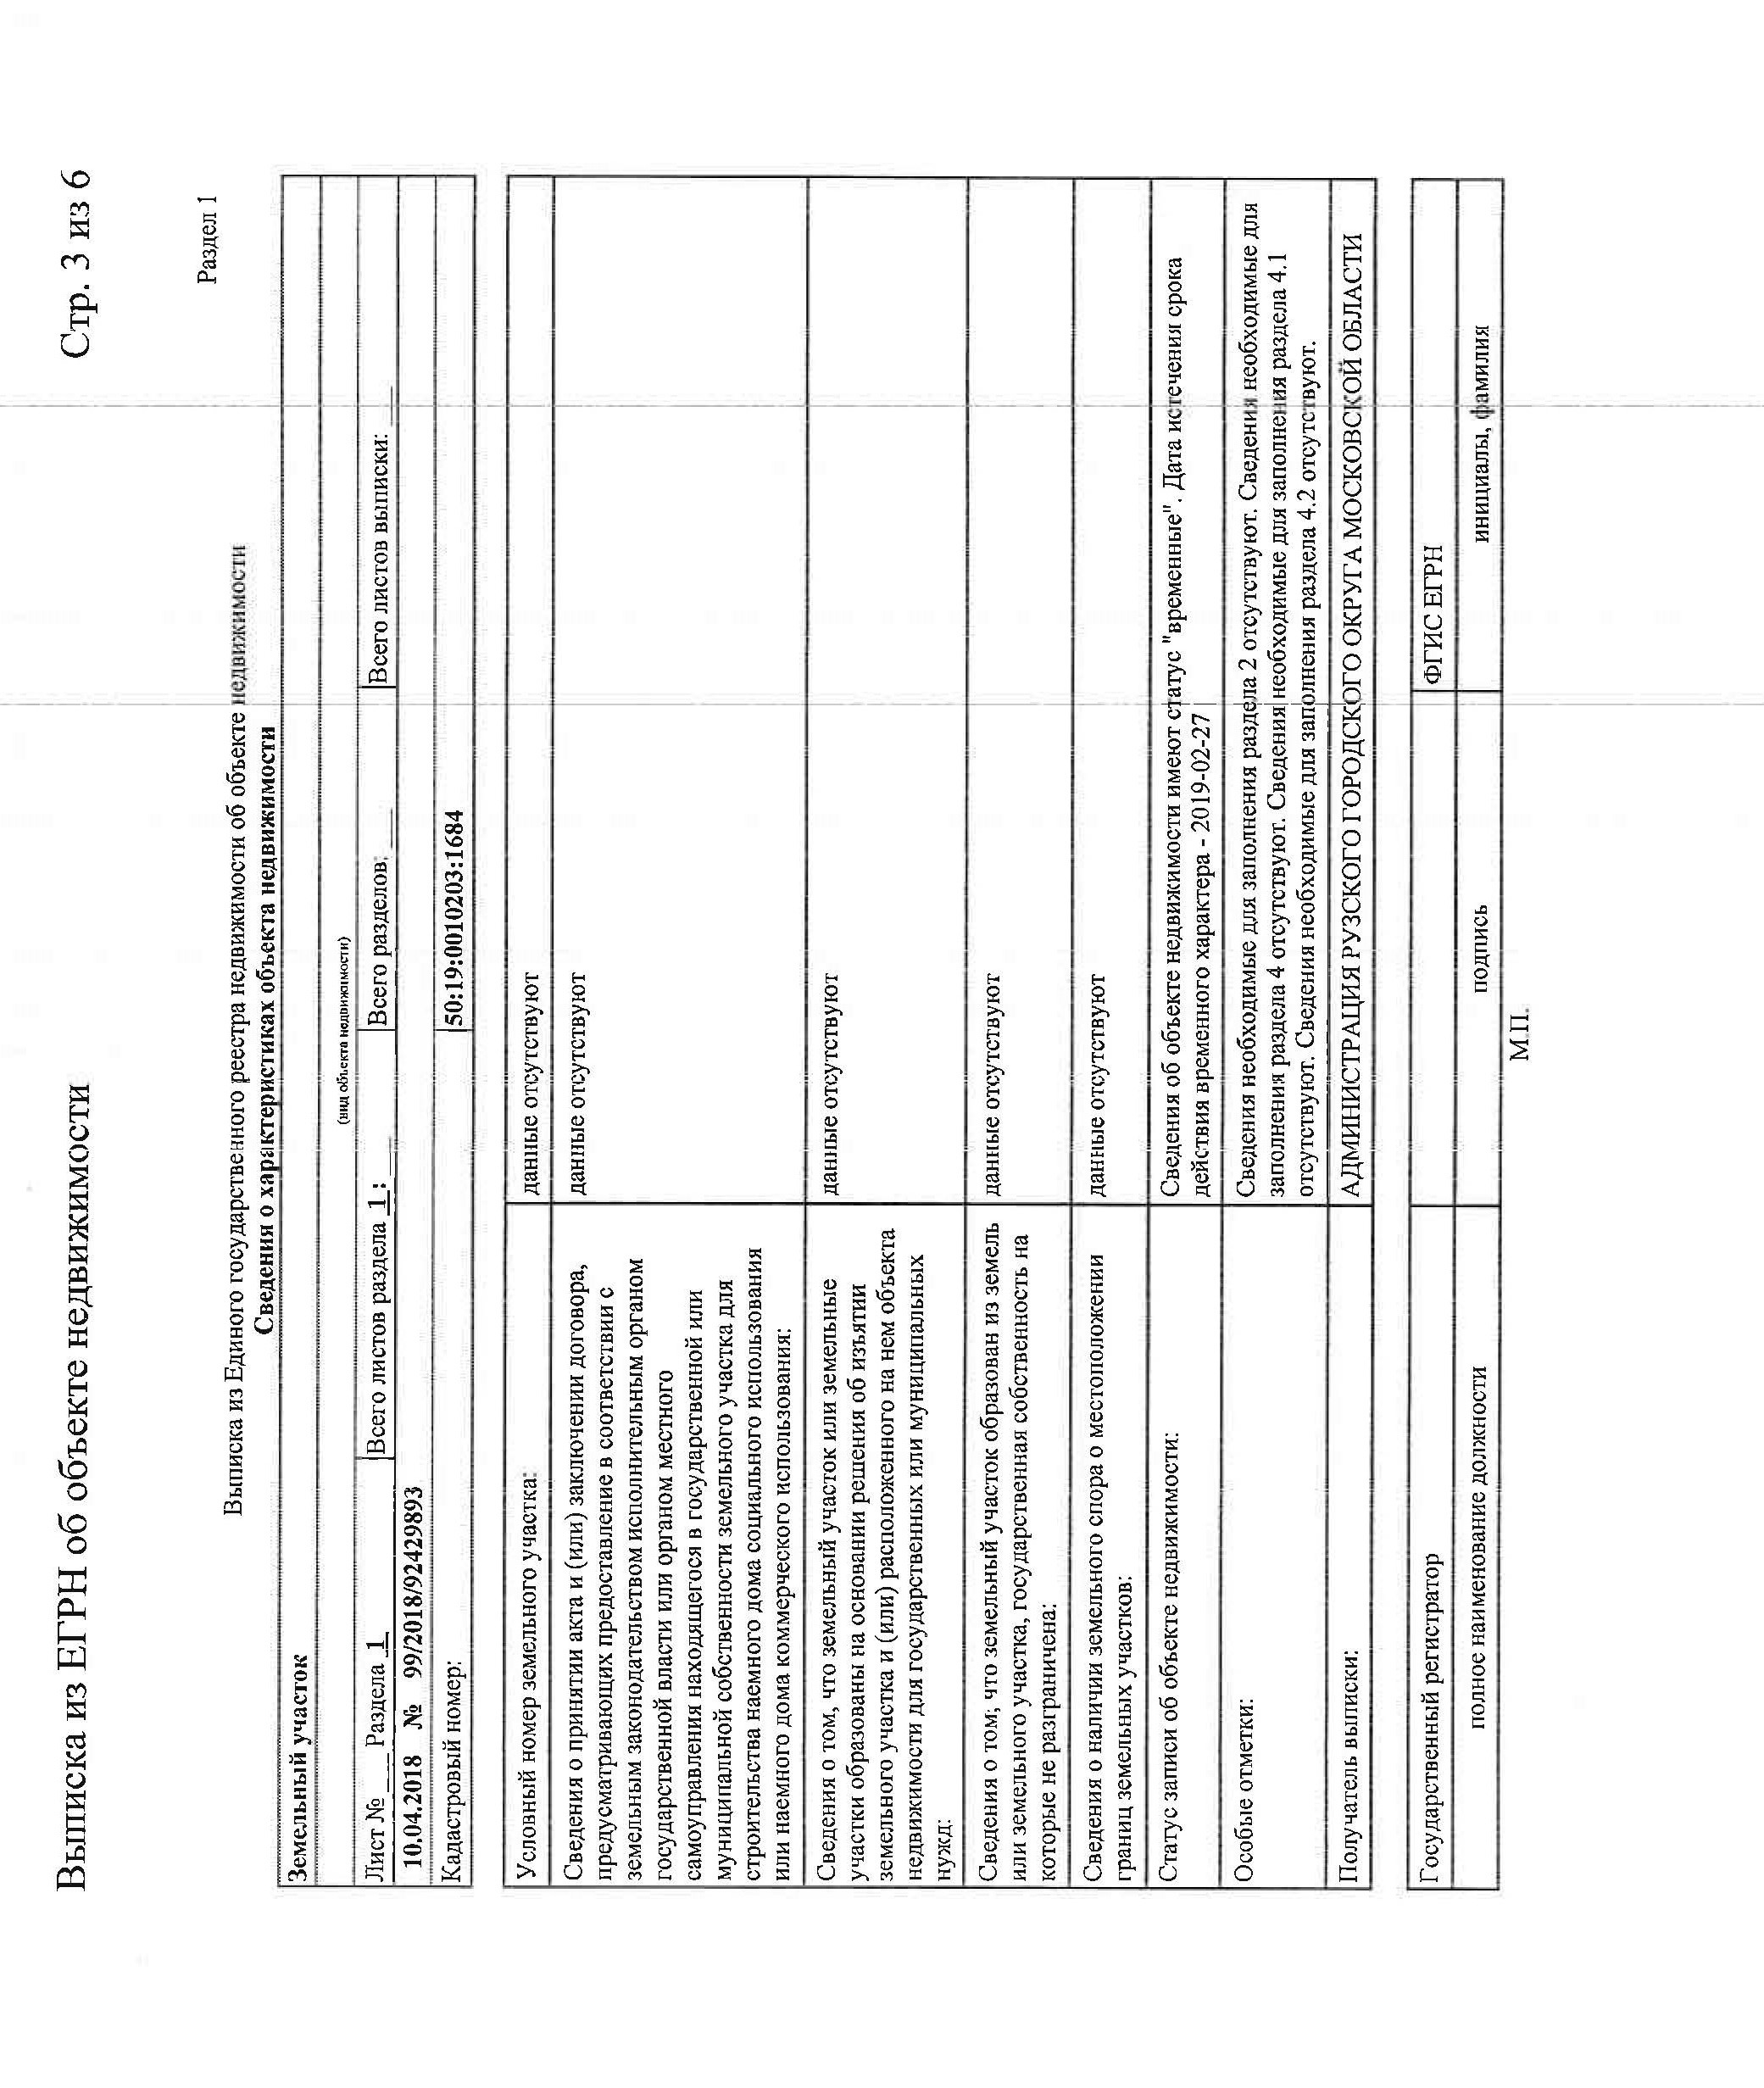 Выписка из ЕГРН об объекте недвижимости Стр. 3 из 6
Раздел 1
Выписка из Единого государственного реестра недвижимости об объекте недвижимости
Сведения о характеристиках объекта недвижимости
Земельный участок
(вид объекта недвижимости)
Лист № ___ Раздела 1 Всего листов раздела 1 : ___ Всего разделов: ___ Всего листов выписки: ___
10.04.2018 № 99/2018/92429893
Кадастровый номер: 50:19:0010203:1684
Условный номер земельного участка: данные отсутствуют
Сведения о принятии акта и (или) заключении договора, данные отсутствуют
предусматривающих предоставление в соответствии с
земельным законодательством исполнительным органом
государственной власти или органом местного
самоуправления находящегося в государственной или
муниципальной собственности земельного участка для
строительства наемного дома социального использования
или наемного дома коммерческого использования:
Сведения о том, что земельный участок или земельные данные отсутствуют
участки образованы на основании решения об изъятии
земельного участка и (или) расположенного на нем объекта
недвижимости для государственных или муниципальных
нужд:
Сведения о том, что земельный участок образован из земель данные отсутствуют
или земельного участка, государственная собственность на
которые не разграничена:
Сведения о наличии земельного спора о местоположении данные отсутствуют
границ земельных участков:
Статус записи об объекте недвижимости: Сведения об объекте недвижимости имеют статус "временные". Дата истечения срока
действия временного характера - 2019-02-27
Особые отметки: Сведения необходимые для заполнения раздела 2 отсутствуют. Сведения необходимые для
заполнения раздела 4 отсутствуют. Сведения необходимые для заполнения раздела 4.1
отсутствуют. Сведения необходимые для заполнения раздела 4.2 отсутствуют.
Получатель выписки: АДМИНИСТРАЦИЯ РУЗСКОГО ГОРОДСКОГО ОКРУГА МОСКОВСКОЙ ОБЛАСТИ
Государственный регистратор ФГИС ЕГРН
полное наименование должности подпись инициалы, фамилия
М.П.